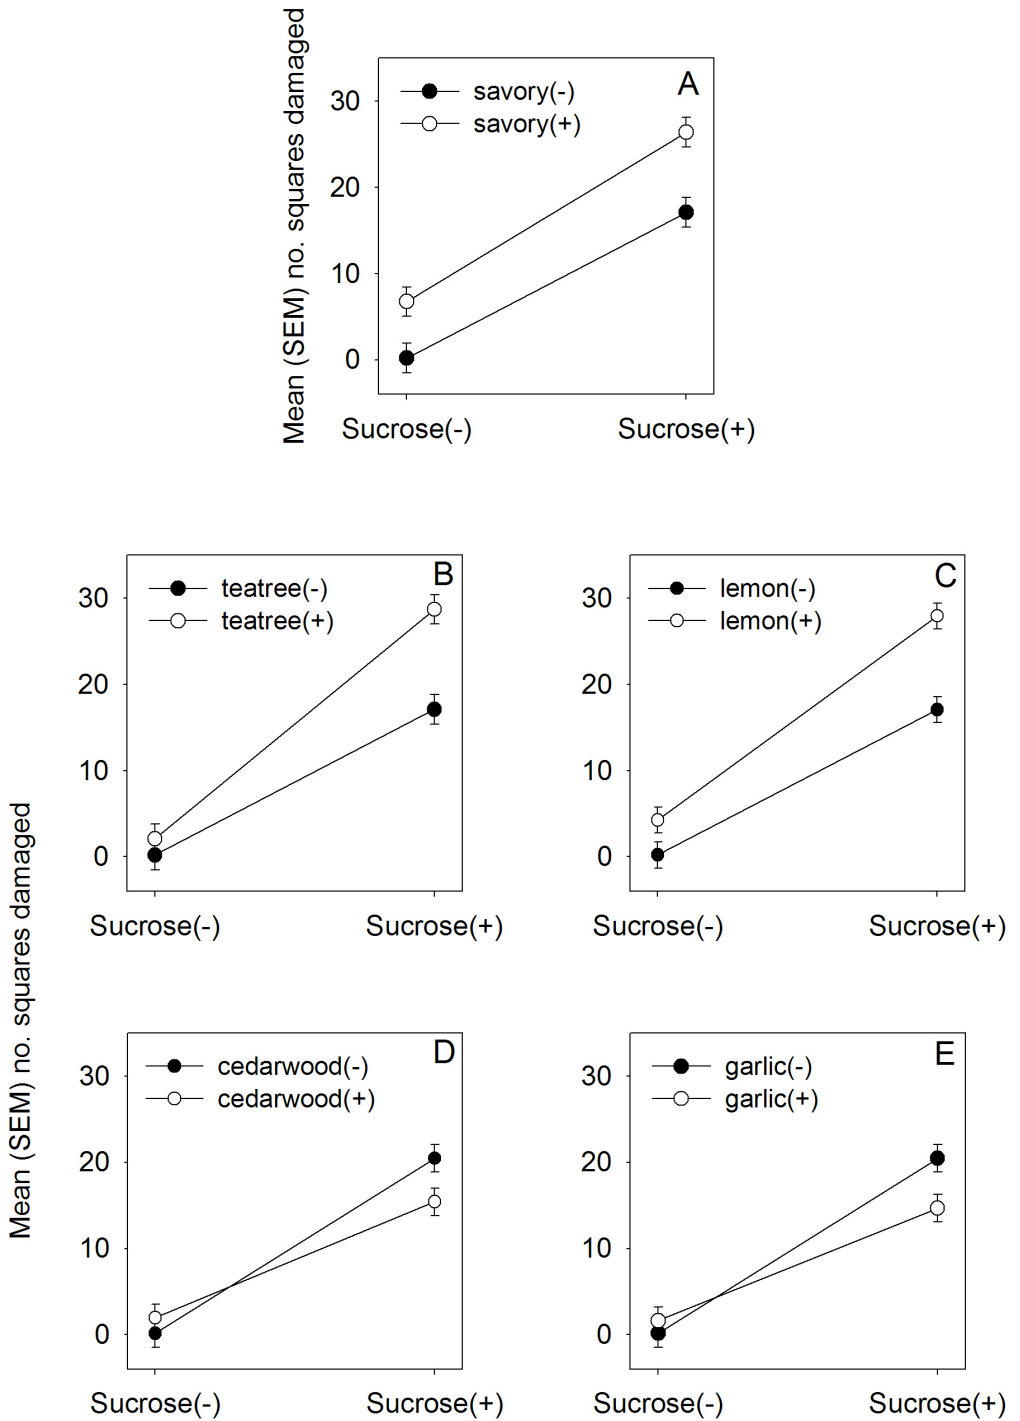 Mean (SEM) no. squares damaged
A
savory(-)
savory(+)
30
20
10
0
Sucrose(-)
Sucrose(+)
Mean (SEM) no. squares damaged
B
teatree(-)
teatree(+)
30
20
10
0
Sucrose(-)
Sucrose(+)
C
lemon(-)
lemon(+)
30
20
10
0
Sucrose(-)
Sucrose(+)
D
cedarwood(-)
cedarwood(+)
30
20
10
0
Sucrose(-)
Sucrose(+)
E
garlic(-)
garlic(+)
30
20
10
0
Sucrose(-)
Sucrose(+)